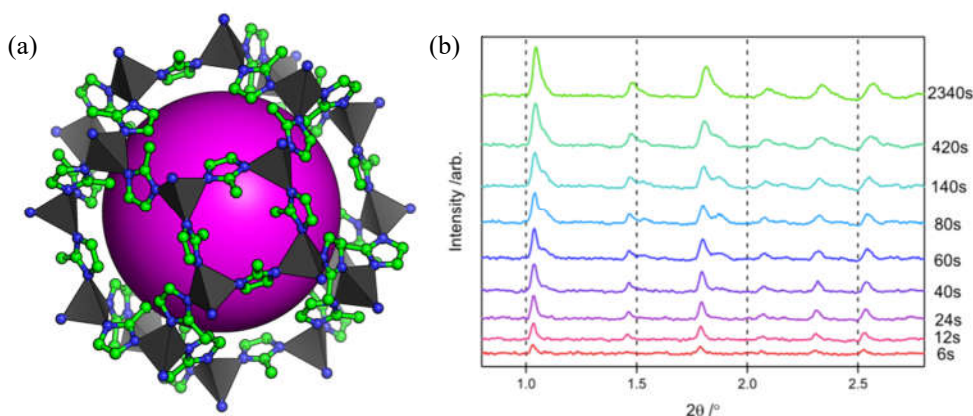 (a)
(b)
2340s
420s
140s
80s
60s
40s
24s
12s
6s
Intensity /arb.
1.0 1.5 2.0 2.5
2θ /°